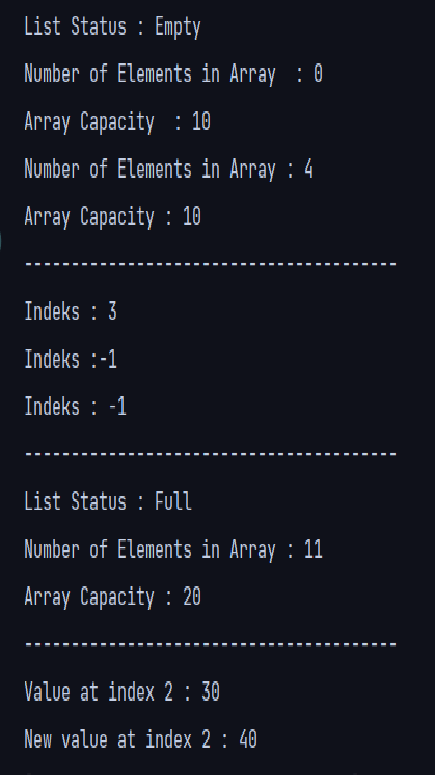 List Status : Empty
Number of Elements in Array  : 0
Array Capacity  : 10
Number of Elements in Array : 4
Array Capacity : 10
----------------------------------------
Indeks : 3
Indeks :-1
Indeks : -1
----------------------------------------
List Status : Full
Number of Elements in Array : 11
Array Capacity : 20
----------------------------------------
Value at index 2 : 30
New value at index 2 : 40